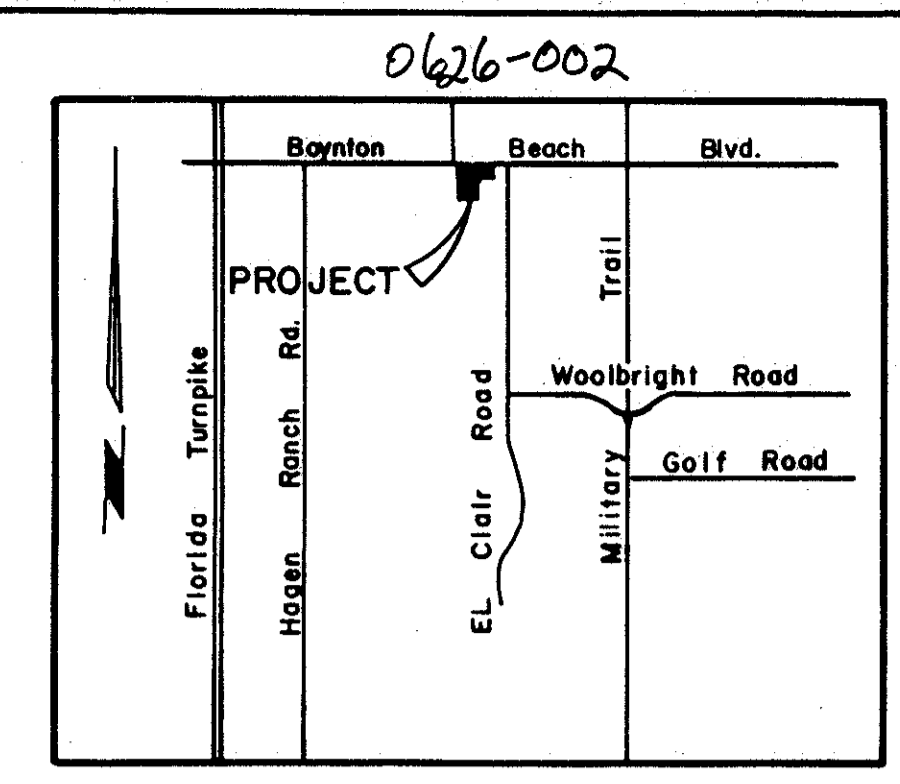 0626-002
Boynton Beach Blvd.
PROJECT
Florida Turnpike
Hagen Ranch Rd.
EL Clair Road
Military Trail
Woolbright Road
Golf Road
N